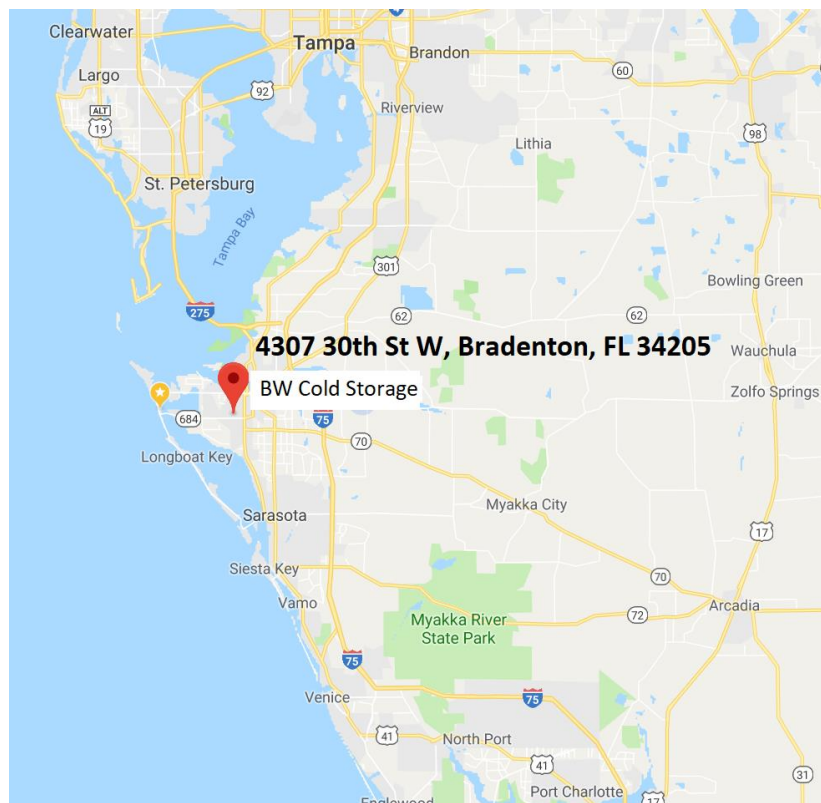 4
Clearwater
Tampa
Brandon
Largo
60
92
ALT
19
Riverview
98
Lithia
St. Petersburg
Tampa Bay
301
Bowling Green
275
62
62
4307 30th St W, Bradenton, FL 34205
Wauchula
BW Cold Storage
Zolfo Springs
684
75
70
Longboat Key
Myakka City
Sarasota
17
Siesta Key
70
Vamo
72
Arcadia
Myakka River
State Park
75
Venice
75
41
North Port
41
31
Port Charlotte
17
Englewood